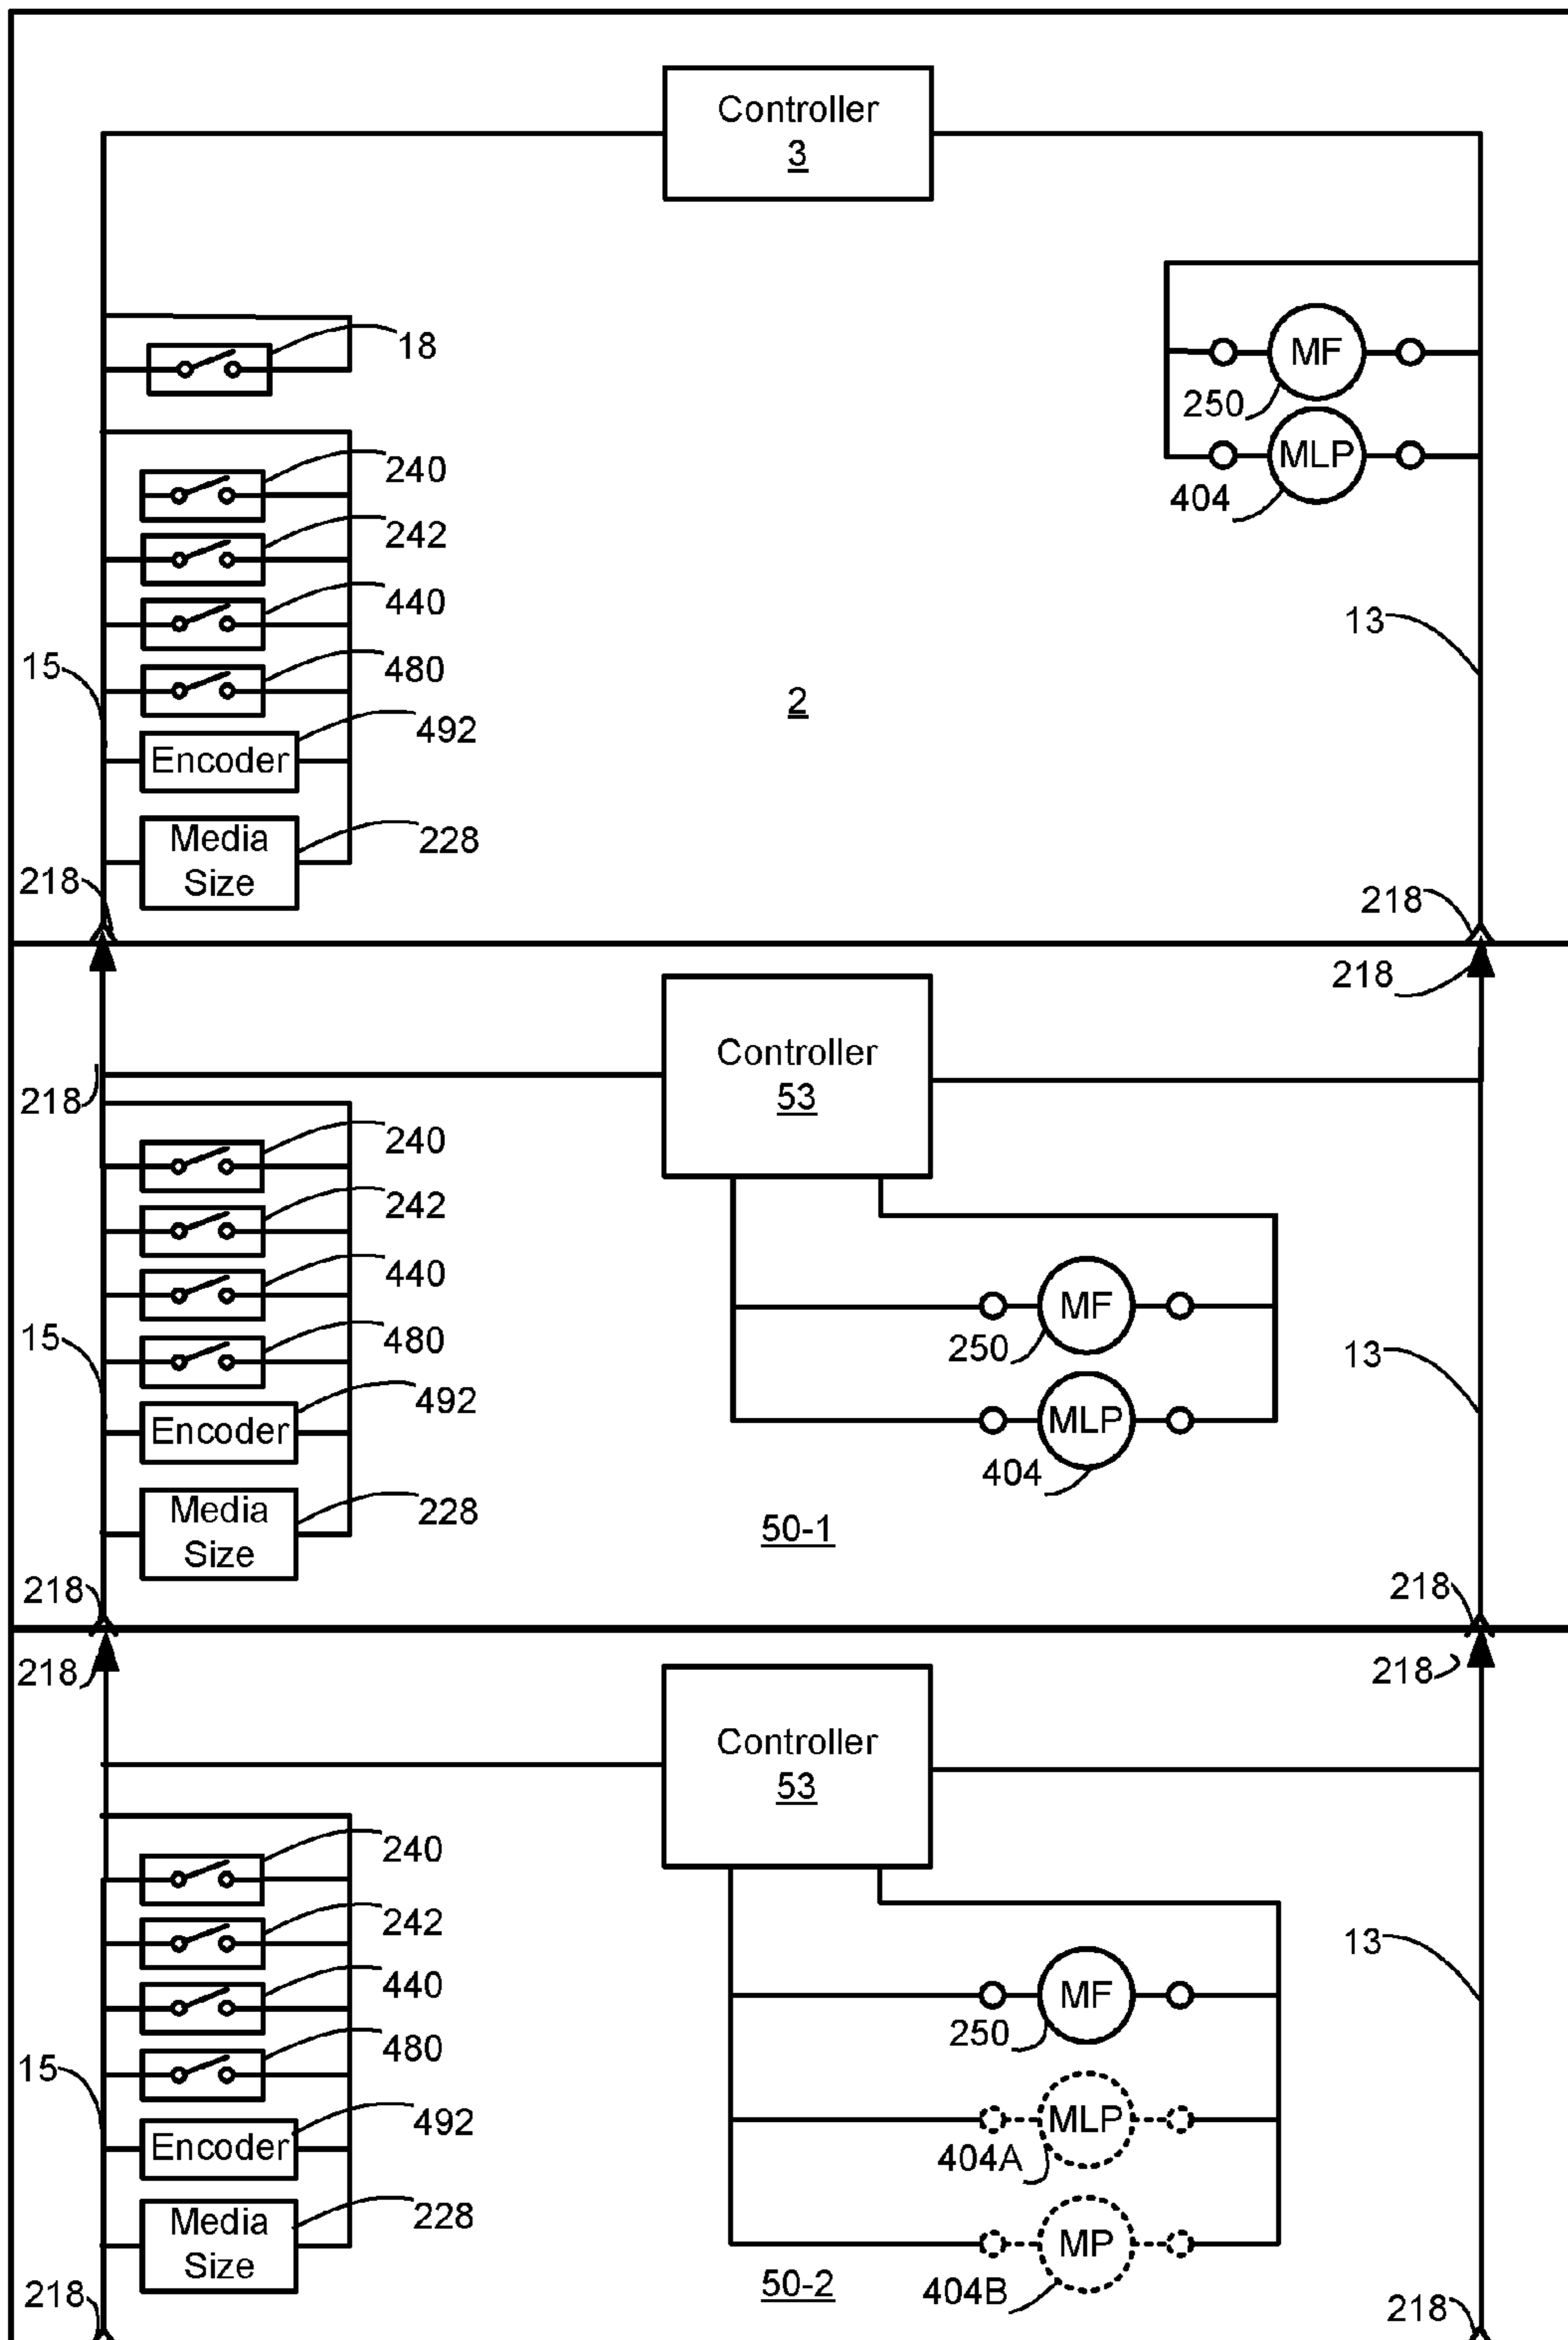 Controller
3
18
MF
250
240
MLP
404
242
440
13
15
480
2
492
Encoder
228
Media
Size
218
218
218
Controller
53
218
240
242
440
MF
250
15
480
13
492
Encoder
MLP
404
Media
Size
228
50-1
218
218
218
218
Controller
53
240
242
13
440
MF
250
480
15
492
Encoder
MLP
404A
Media
Size
228
MP
50-2
404B
218
218